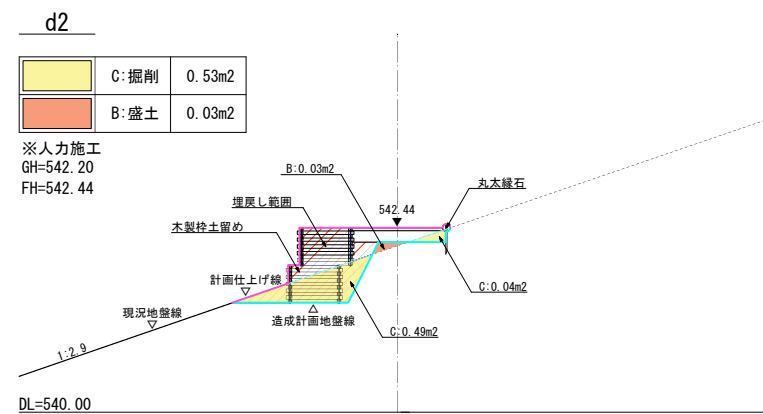 d2
C:掘削 0.53m2
B:盛土 0.03m2
※人力施工
GH=542.20
FH=542.44
B:0.03m2
丸太縁石
埋戻し範囲
542.44
木製枠土留め
計画仕上げ線
C:0.04m2
現況地盤線
造成計画地盤線
C:0.49m2
1:2.9
DL=540.00